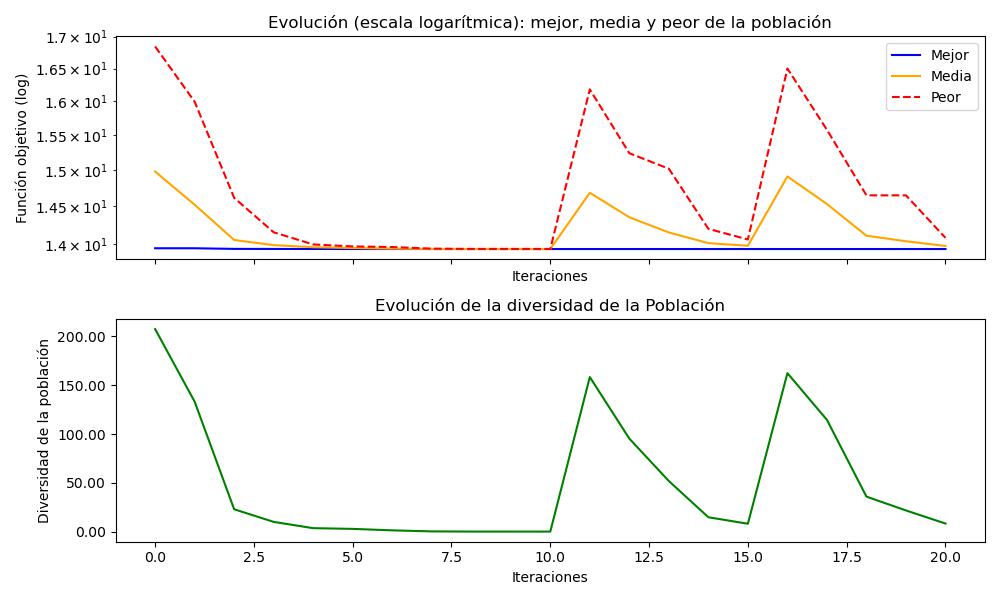 Evolución (escala logarítmica): mejor, media y peor de la población
Función objetivo (log)
1.7 × 10¹
1.65 × 10¹
1.6 × 10¹
1.55 × 10¹
1.5 × 10¹
1.45 × 10¹
1.4 × 10¹
Mejor
Media
Peor
Iteraciones
Evolución de la diversidad de la Población
Diversidad de la población
200.00
150.00
100.00
50.00
0.00
0.0 2.5 5.0 7.5 10.0 12.5 15.0 17.5 20.0
Iteraciones